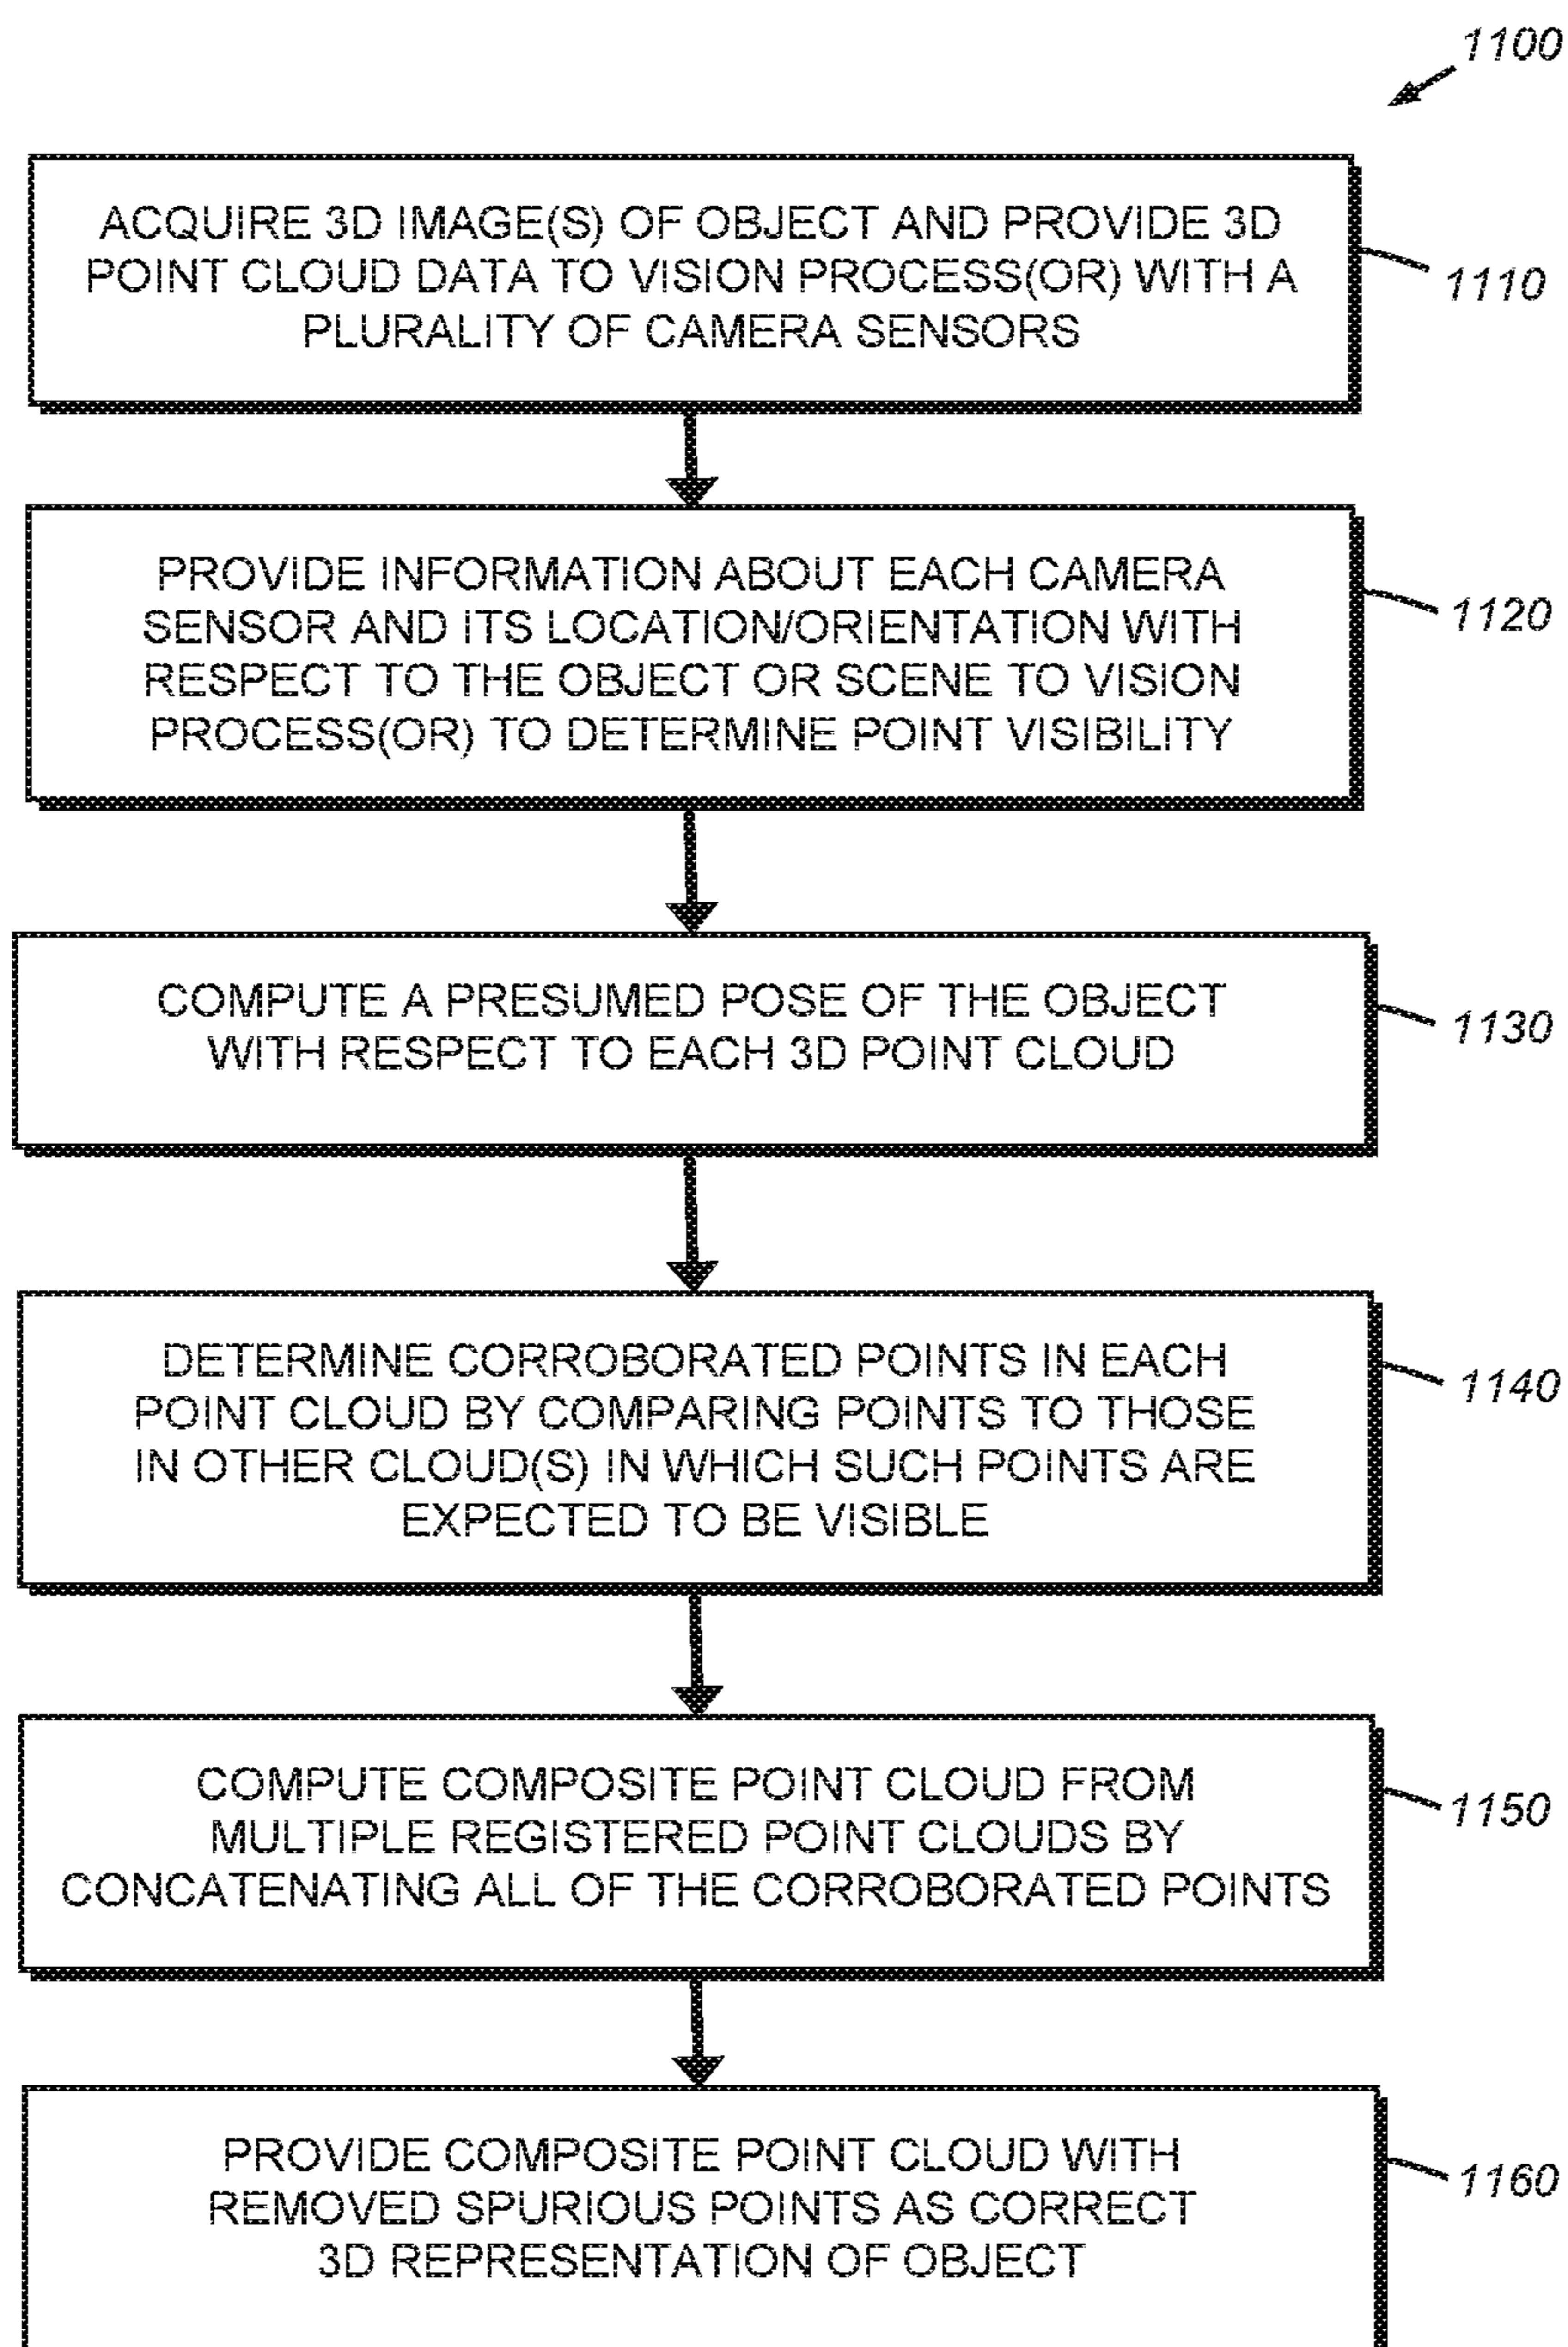 1100
ACQUIRE 3D IMAGE(S) OF OBJECT AND PROVIDE 3D
POINT CLOUD DATA TO VISION PROCESS(OR) WITH A
PLURALITY OF CAMERA SENSORS
1110
PROVIDE INFORMATION ABOUT EACH CAMERA
SENSOR AND ITS LOCATION/ORIENTATION WITH
RESPECT TO THE OBJECT OR SCENE TO VISION
PROCESS(OR) TO DETERMINE POINT VISIBILITY
1120
COMPUTE A PRESUMED POSE OF THE OBJECT
WITH RESPECT TO EACH 3D POINT CLOUD
1130
DETERMINE CORROBORATED POINTS IN EACH
POINT CLOUD BY COMPARING POINTS TO THOSE
IN OTHER CLOUD(S) IN WHICH SUCH POINTS ARE
EXPECTED TO BE VISIBLE
1140
COMPUTE COMPOSITE POINT CLOUD FROM
MULTIPLE REGISTERED POINT CLOUDS BY
CONCATENATING ALL OF THE CORROBORATED POINTS
1150
PROVIDE COMPOSITE POINT CLOUD WITH
REMOVED SPURIOUS POINTS AS CORRECT
3D REPRESENTATION OF OBJECT
1160